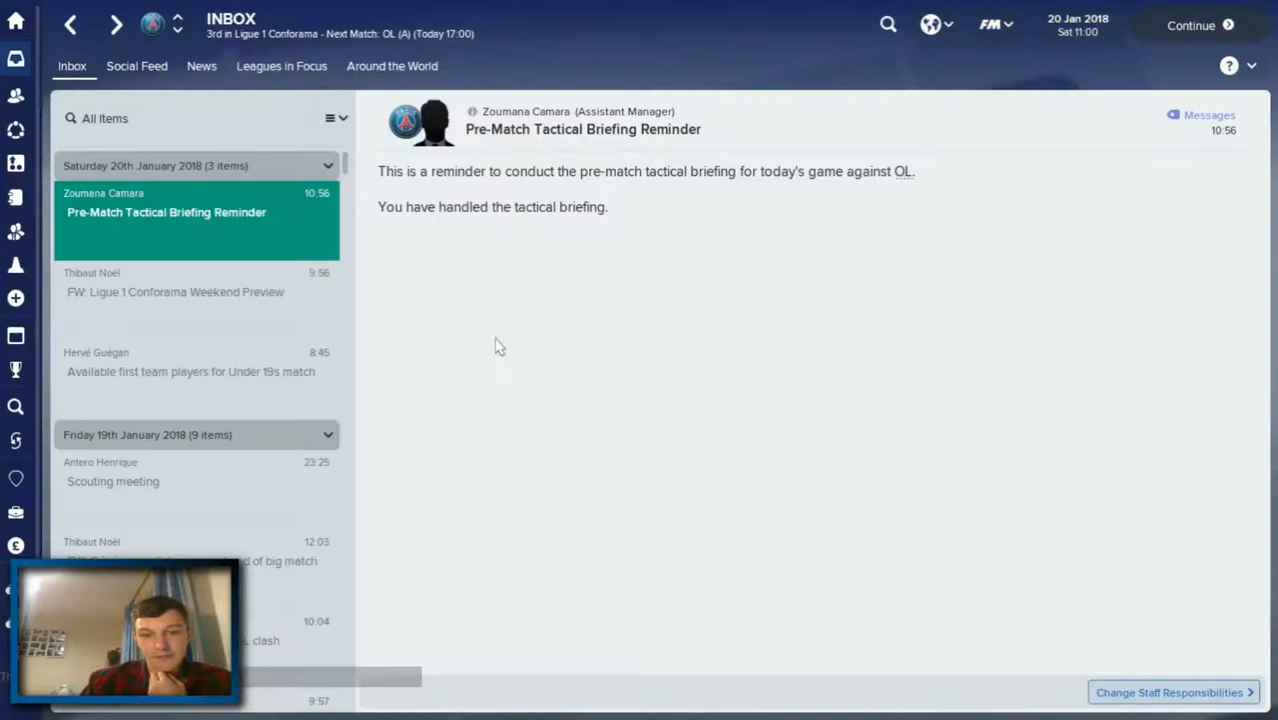 INBOX
3rd in Ligue 1 Conforama - Next Match: OL (A) (Today 17:00)
FM
20 Jan 2018
Sat 11:00
Continue
Inbox
Social Feed
News
Leagues in Focus
Around the World
?
All Items
Saturday 20th January 2018 (3 items)
Zoumana Camara 10:56
Pre-Match Tactical Briefing Reminder
Thibaut Noël 9:56
FW: Ligue 1 Conforama Weekend Preview
Hervé Guégan 8:45
Available first team players for Under 19s match
Friday 19th January 2018 (9 items)
Antero Henrique 23:25
Scouting meeting
Thibaut Noël 12:03
d of big match
10:04
L clash
9:57
Zoumana Camara (Assistant Manager)
Pre-Match Tactical Briefing Reminder
Messages
10:56
This is a reminder to conduct the pre-match tactical briefing for today's game against OL.
You have handled the tactical briefing.
Change Staff Responsibilities